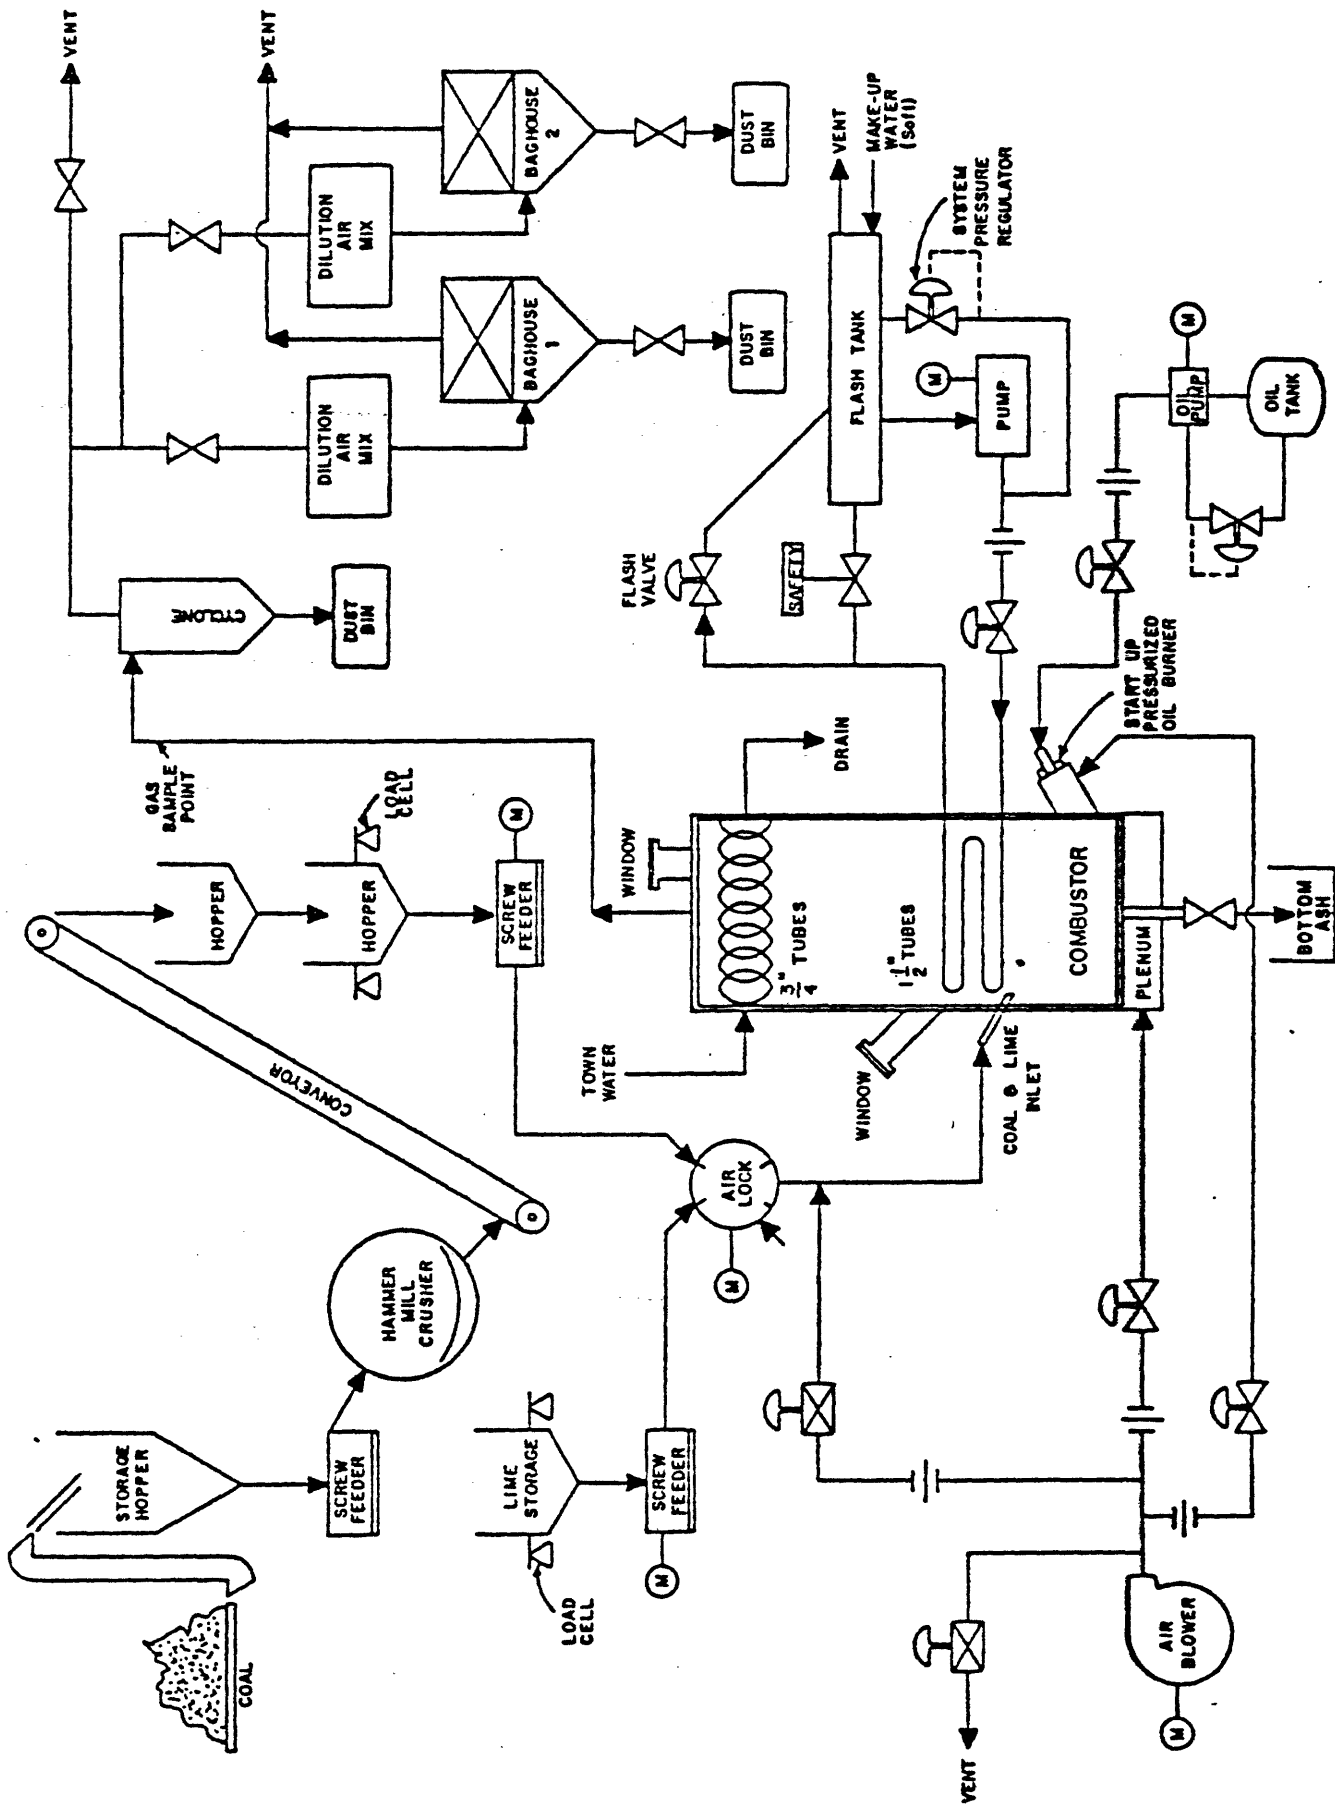 COAL
STORAGE
HOPPER
SCREW
FEEDER
HAMMER
MILL
CRUSHER
CONVEYOR
HOPPER
HOPPER
LOAD
CELL
SCREW
FEEDER
M
LIME
STORAGE
LOAD
CELL
SCREW
FEEDER
M
AIR
LOCK
M
TOWN
WATER
WINDOW
3/4" TUBES
DRAIN
WINDOW
1 1/2" TUBES
COAL & LIME
INLET
COMBUSTOR
PLENUM
BOTTOM
ASH
START UP
PRESSURIZED
OIL BURNER
GAS
SAMPLE
POINT
CYCLONE
DUST
BIN
VENT
VENT
DILUTION
AIR
MIX
DILUTION
AIR
MIX
BAGHOUSE
1
BAGHOUSE
2
DUST
BIN
DUST
BIN
FLASH
VALVE
SAFETY
FLASH TANK
VENT
MAKE-UP
WATER
(Soft)
SYSTEM
PRESSURE
REGULATOR
M
PUMP
M
OIL
PUMP
OIL
TANK
VENT
AIR
BLOWER
M